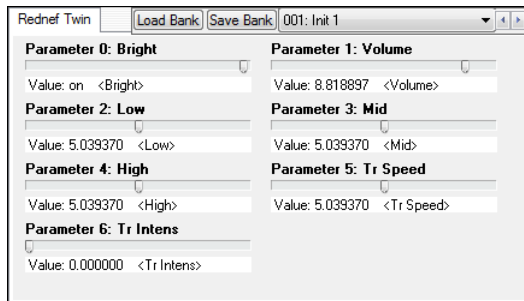 Rednef Twin Load Bank Save Bank 001: Init 1
Parameter 0: Bright
Value: on <Bright>
Parameter 1: Volume
Value: 8.818897 <Volume>
Parameter 2: Low
Value: 5.039370 <Low>
Parameter 3: Mid
Value: 5.039370 <Mid>
Parameter 4: High
Value: 5.039370 <High>
Parameter 5: Tr Speed
Value: 5.039370 <Tr Speed>
Parameter 6: Tr Intens
Value: 0.000000 <Tr Intens>